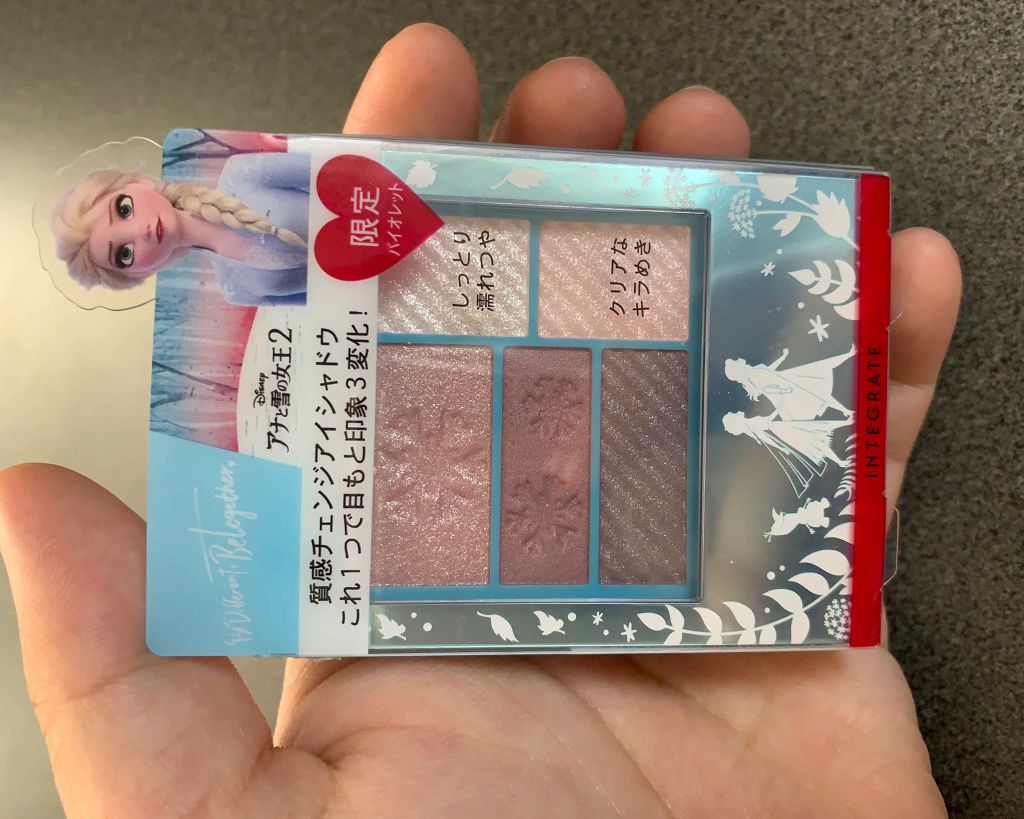 Disney
アナと雪の女王2
限定
バイオレット
質感チェンジアイシャドウ
これ1つで目もと印象3変化!
しっとり
濡れつや
クリアな
キラめき
INTEGRATE